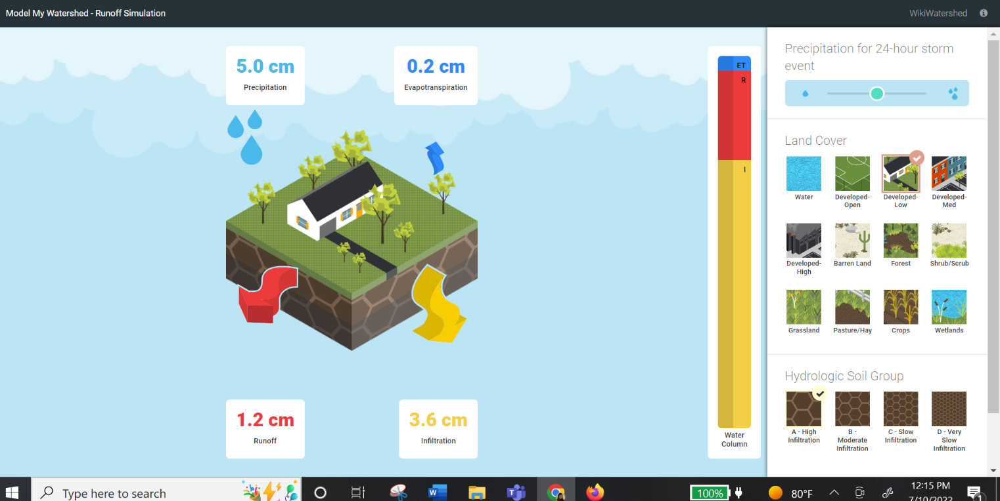 Model My Watershed - Runoff Simulation
WikiWatershed
5.0 cm
Precipitation
0.2 cm
Evapotranspiration
1.2 cm
Runoff
3.6 cm
Infiltration
ET
R
I
Water
Column
Precipitation for 24-hour storm
event
Land Cover
Water
Developed-
Open
Developed-
Low
Developed-
Med
Developed-
High
Barren Land
Forest
Shrub/Scrub
Grassland
Pasture/Hay
Crops
Wetlands
Hydrologic Soil Group
A - High
Infiltration
B -
Moderate
Infiltration
C - Slow
Infiltration
D - Very
Slow
Infiltration
Type here to search
W
T
100%
80°F
12:15 PM
7/10/2022
1